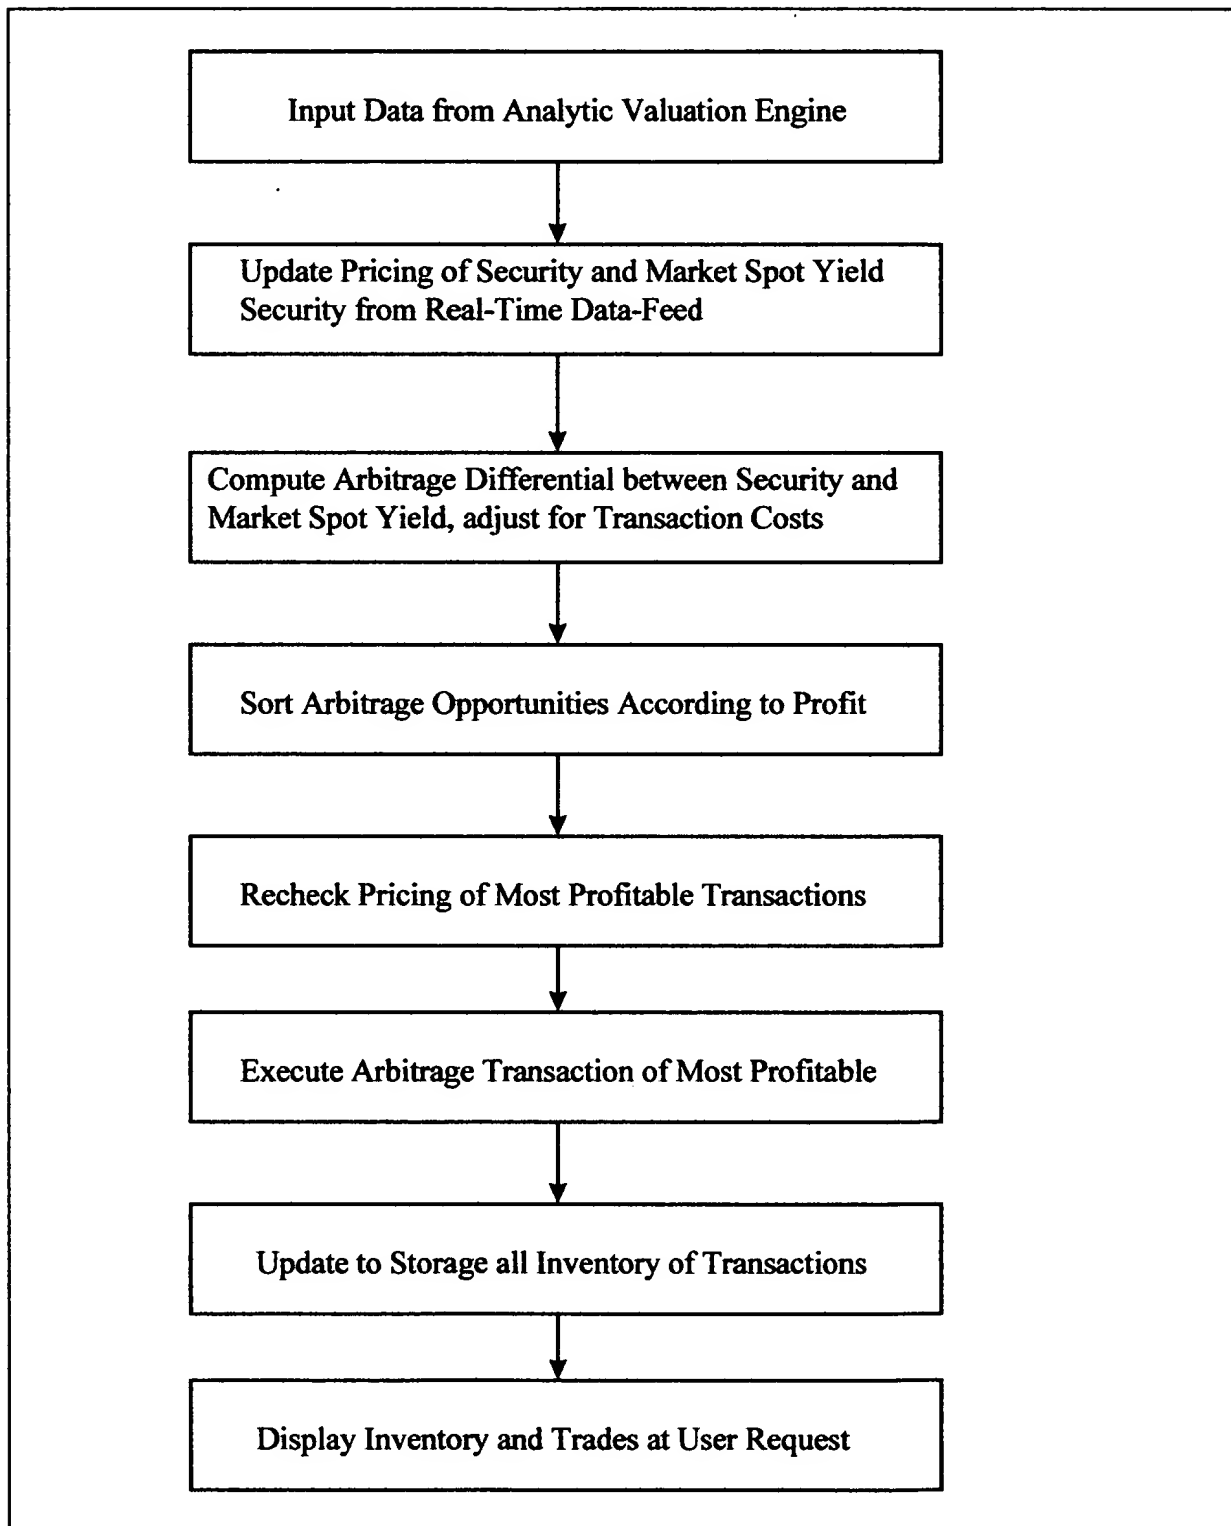 Input Data from Analytic Valuation Engine
Update Pricing of Security and Market Spot Yield
Security from Real-Time Data-Feed
Compute Arbitrage Differential between Security and
Market Spot Yield, adjust for Transaction Costs
Sort Arbitrage Opportunities According to Profit
Recheck Pricing of Most Profitable Transactions
Execute Arbitrage Transaction of Most Profitable
Update to Storage all Inventory of Transactions
Display Inventory and Trades at User Request